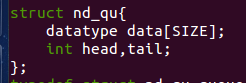 struct nd_qu{
    datatype data[SIZE];
    int head,tail;
};